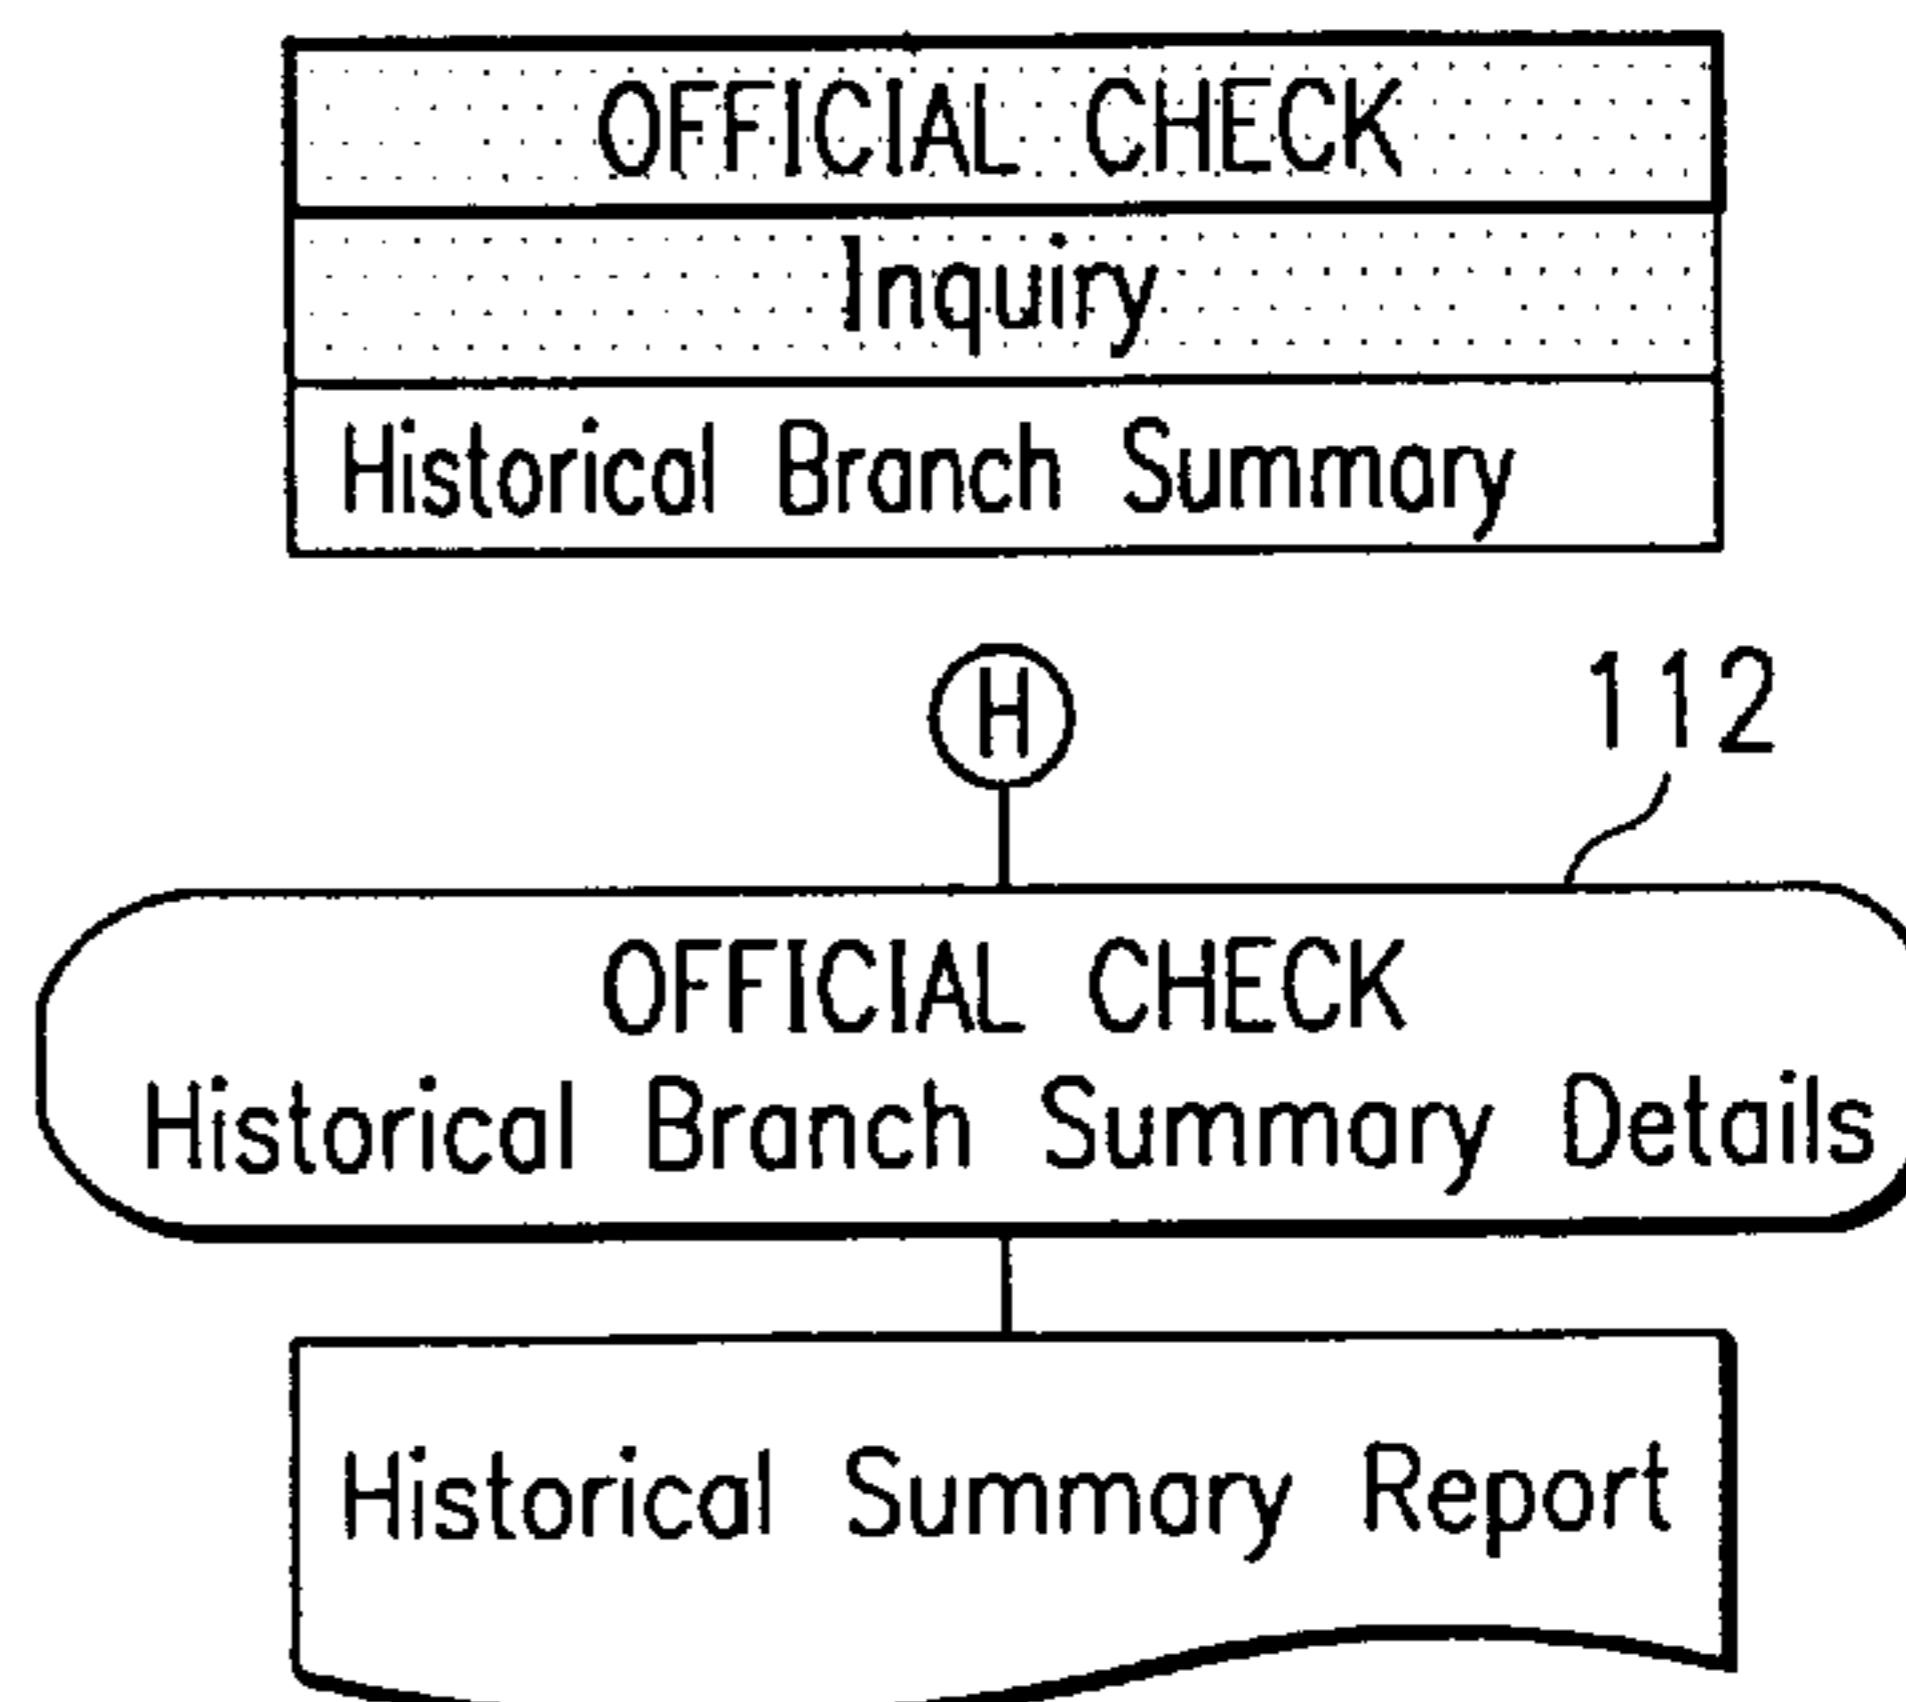 OFFICIAL CHECK
Inquiry
Historical Branch Summary
H
112
OFFICIAL CHECK
Historical Branch Summary Details
Historical Summary Report